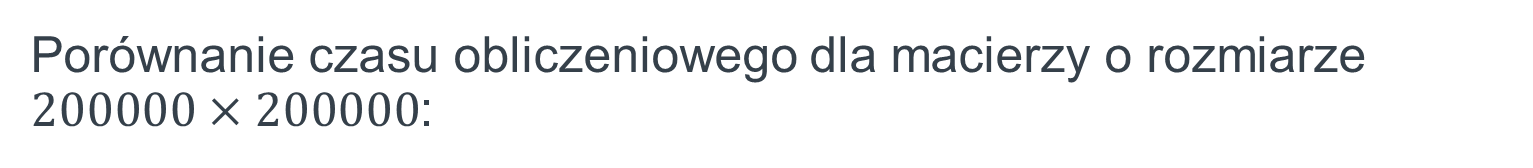 Porównanie czasu obliczeniowego dla macierzy o rozmiarze
200000 × 200000: